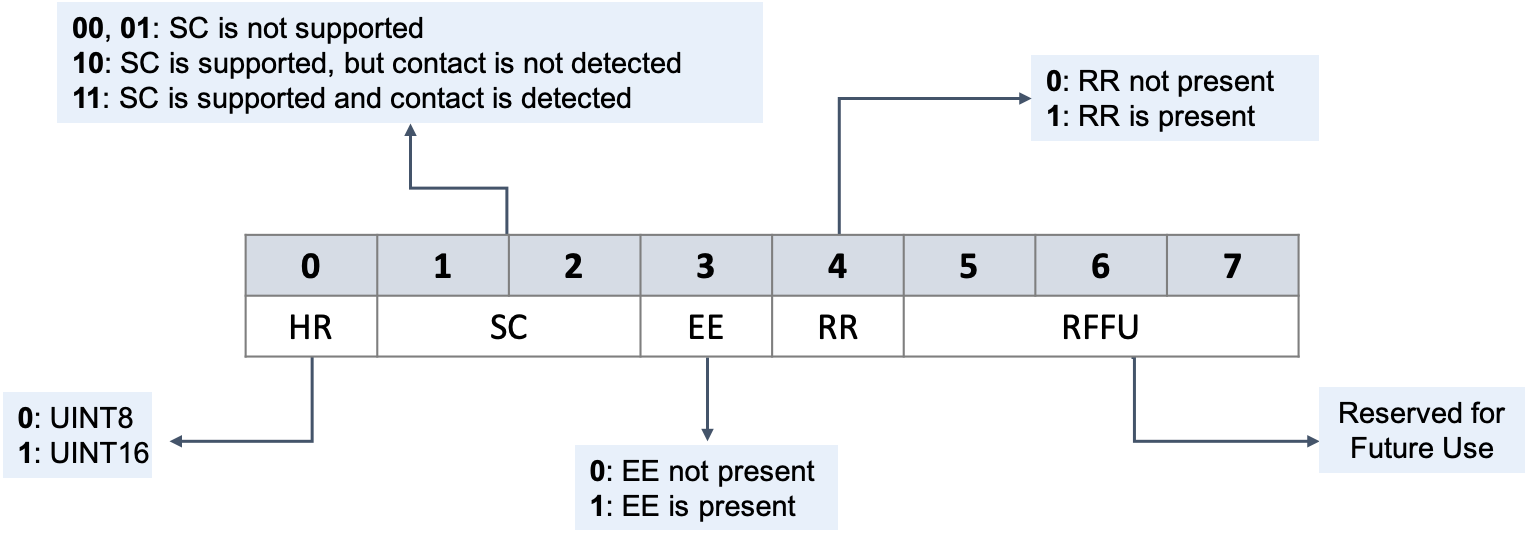 00, 01: SC is not supported
10: SC is supported, but contact is not detected
11: SC is supported and contact is detected
0: RR not present
1: RR is present
0 1 2 3 4 5 6 7
HR SC EE RR RFFU
0: UINT8
1: UINT16
0: EE not present
1: EE is present
Reserved for
Future Use